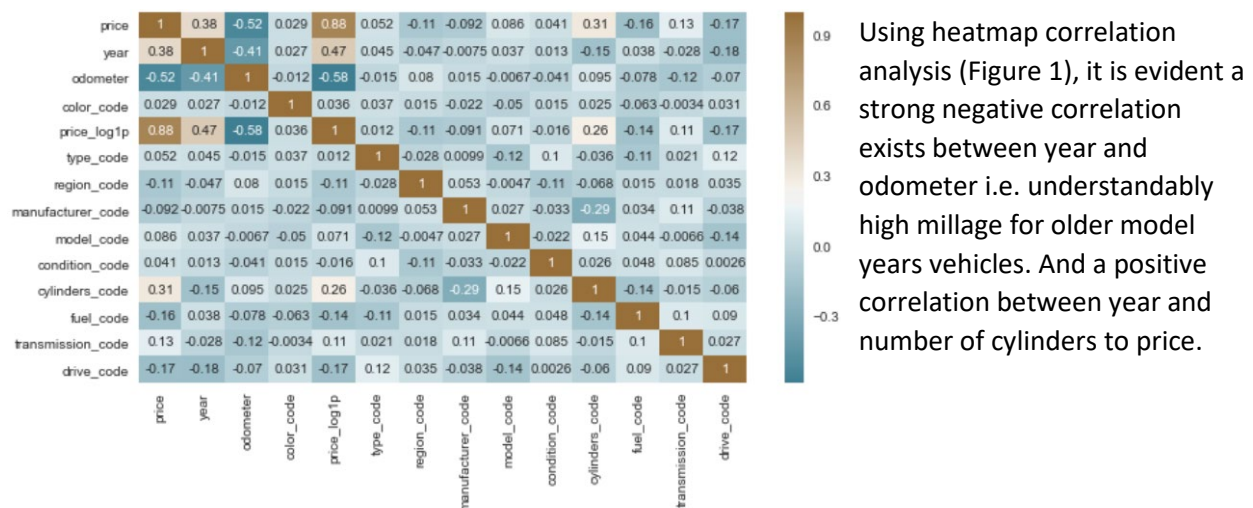 price 1 0.38 -0.52 0.029 0.88 0.052 -0.11 -0.092 0.086 0.041 0.31 -0.16 0.13 -0.17
year 0.38 1 -0.41 0.027 0.47 0.045 -0.047 -0.0075 0.037 0.013 -0.15 0.038 -0.028 -0.18
odometer -0.52 -0.41 1 -0.012 -0.58 -0.015 0.08 0.015 -0.0067 -0.041 0.095 -0.078 -0.12 -0.07
color_code 0.029 0.027 -0.012 1 0.036 0.037 0.015 -0.022 -0.05 0.015 0.025 -0.063 -0.0034 0.031
price_log1p 0.88 0.47 -0.58 0.036 1 0.012 -0.11 -0.091 0.071 -0.016 0.26 -0.14 0.11 -0.17
type_code 0.052 0.045 -0.015 0.037 0.012 1 -0.028 0.0099 -0.12 0.1 -0.036 -0.11 0.021 0.12
region_code -0.11 -0.047 0.08 0.015 -0.11 -0.028 1 0.053 -0.0047 -0.11 -0.068 0.015 0.018 0.035
manufacturer_code -0.092 -0.0075 0.015 -0.022 -0.091 0.0099 0.053 1 0.027 -0.033 -0.29 0.034 0.11 -0.038
model_code 0.086 0.037 -0.0067 -0.05 0.071 -0.12 -0.0047 0.027 1 -0.022 0.15 0.044 -0.0066 -0.14
condition_code 0.041 0.013 -0.041 0.015 -0.016 0.1 -0.11 -0.033 -0.022 1 0.026 0.048 0.085 0.0026
cylinders_code 0.31 -0.15 0.095 0.025 0.26 -0.036 -0.068 -0.29 0.15 0.026 1 -0.14 -0.015 -0.06
fuel_code -0.16 0.038 -0.078 -0.063 -0.14 -0.11 0.015 0.034 0.044 0.048 -0.14 1 0.1 0.09
transmission_code 0.13 -0.028 -0.12 -0.0034 0.11 0.021 0.018 0.11 -0.0066 0.085 -0.015 0.1 1 0.027
drive_code -0.17 -0.18 -0.07 0.031 -0.17 0.12 0.035 -0.038 -0.14 0.0026 -0.06 0.09 0.027 1
price
year
odometer
color_code
price_log1p
type_code
region_code
manufacturer_code
model_code
condition_code
cylinders_code
fuel_code
transmission_code
drive_code
0.9
0.6
0.3
0.0
−0.3
Using heatmap correlation
analysis (Figure 1), it is evident a
strong negative correlation
exists between year and
odometer i.e. understandably
high millage for older model
years vehicles. And a positive
correlation between year and
number of cylinders to price.